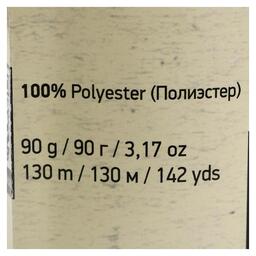 100% Polyester (Полиэстер)
90 g / 90 г / 3,17 oz
130 m / 130 м / 142 yds